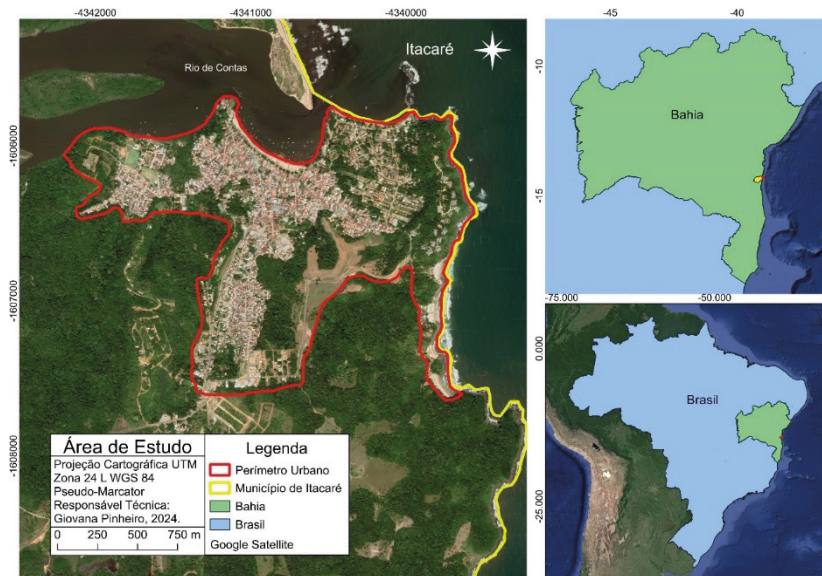 -4342000
-4341000
-4340000
Rio de Contas
Itacaré
-1606000
-1607000
-1608000
Área de Estudo
Projeção Cartográfica UTM
Zona 24 L WGS 84
Pseudo-Marcator
Responsável Técnica:
Giovana Pinheiro, 2024.
0 250 500 750 m
Legenda
Perímetro Urbano
Município de Itacaré
Bahia
Brasil
Google Satellite
-45
-40
-10
-15
Bahia
-75.000
-50.000
0.000
-25.000
Brasil